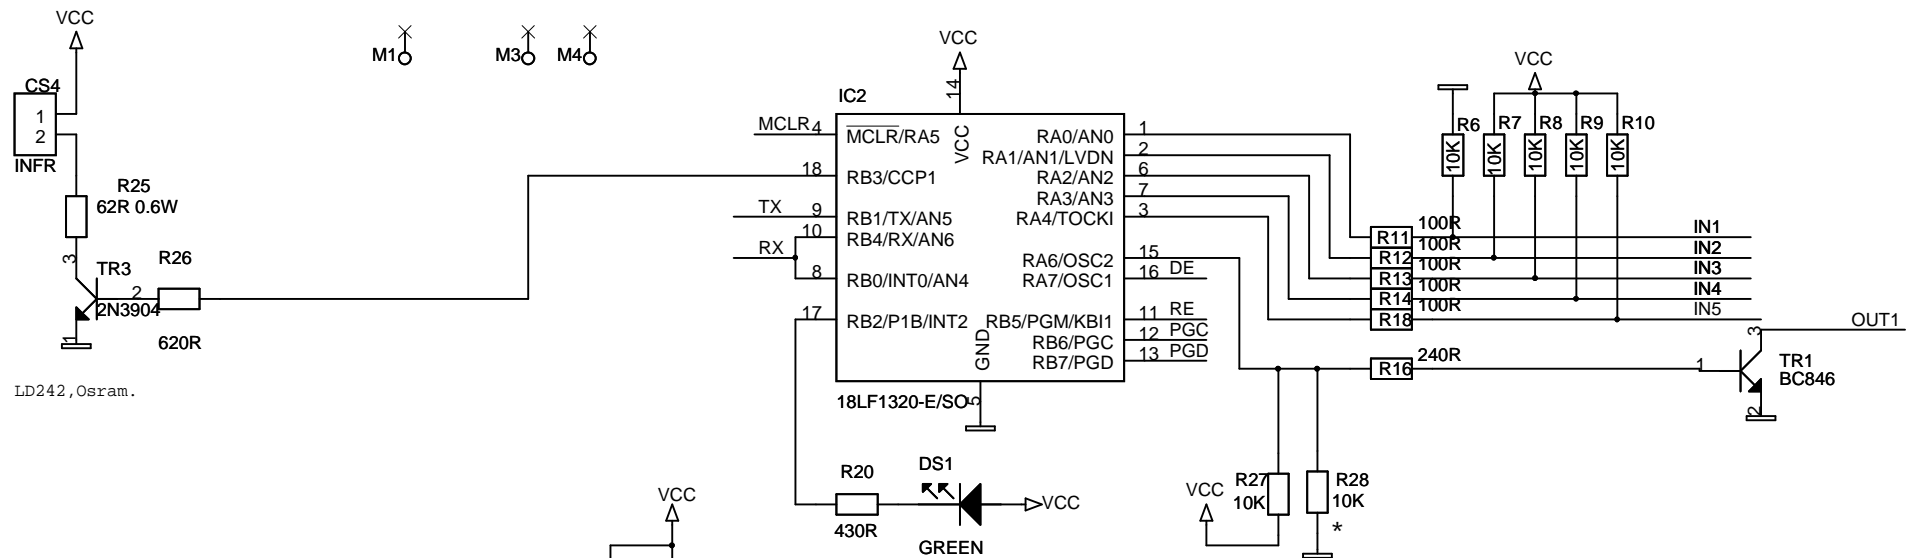 VCC
CS4
1
2
INFR
R25
62R 0.6W
3
TR3
2
2N3904
1
R26
620R
LD242,Osram.
M1
M3
M4
VCC
14
IC2
MCLR 4
MCLR/RA5
18
RB3/CCP1
TX 9
RB1/TX/AN5
10
RB4/RX/AN6
RX
8
RB0/INT0/AN4
17
RB2/P1B/INT2
VCC
GND
5
RA0/AN0 1
RA1/AN1/LVDN 2
RA2/AN2 6
RA3/AN3 7
RA4/TOCKI 3
RA6/OSC2 15
RA7/OSC1 16 DE
RB5/PGM/KBI1 11 RE
RB6/PGC 12 PGC
RB7/PGD 13 PGD
18LF1320-E/SO
R20
430R
DS1
GREEN
VCC
VCC
VCC
R6 R7 R8 R9 R10
10K 10K 10K 10K 10K
100R
R11 IN1
100R
R12 IN2
100R
R13 IN3
100R
R14 IN4
100R
R18 IN5
240R
R16
1
3
OUT1
TR1
BC846
2
VCC
R27
10K
R28
10K
*